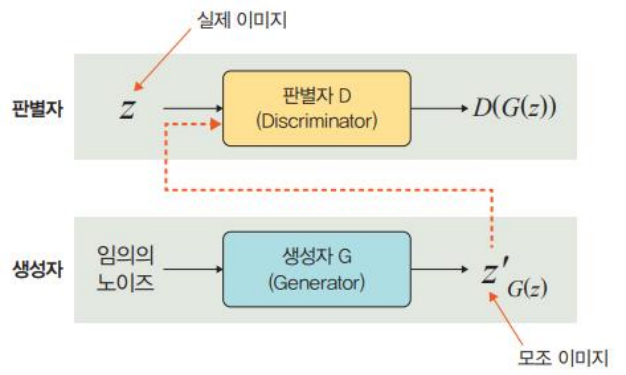 실제 이미지
판별자
z
판별자 D
(Discriminator)
D(G(z))
생성자
임의의
노이즈
생성자 G
(Generator)
z′ G(z)
모조 이미지